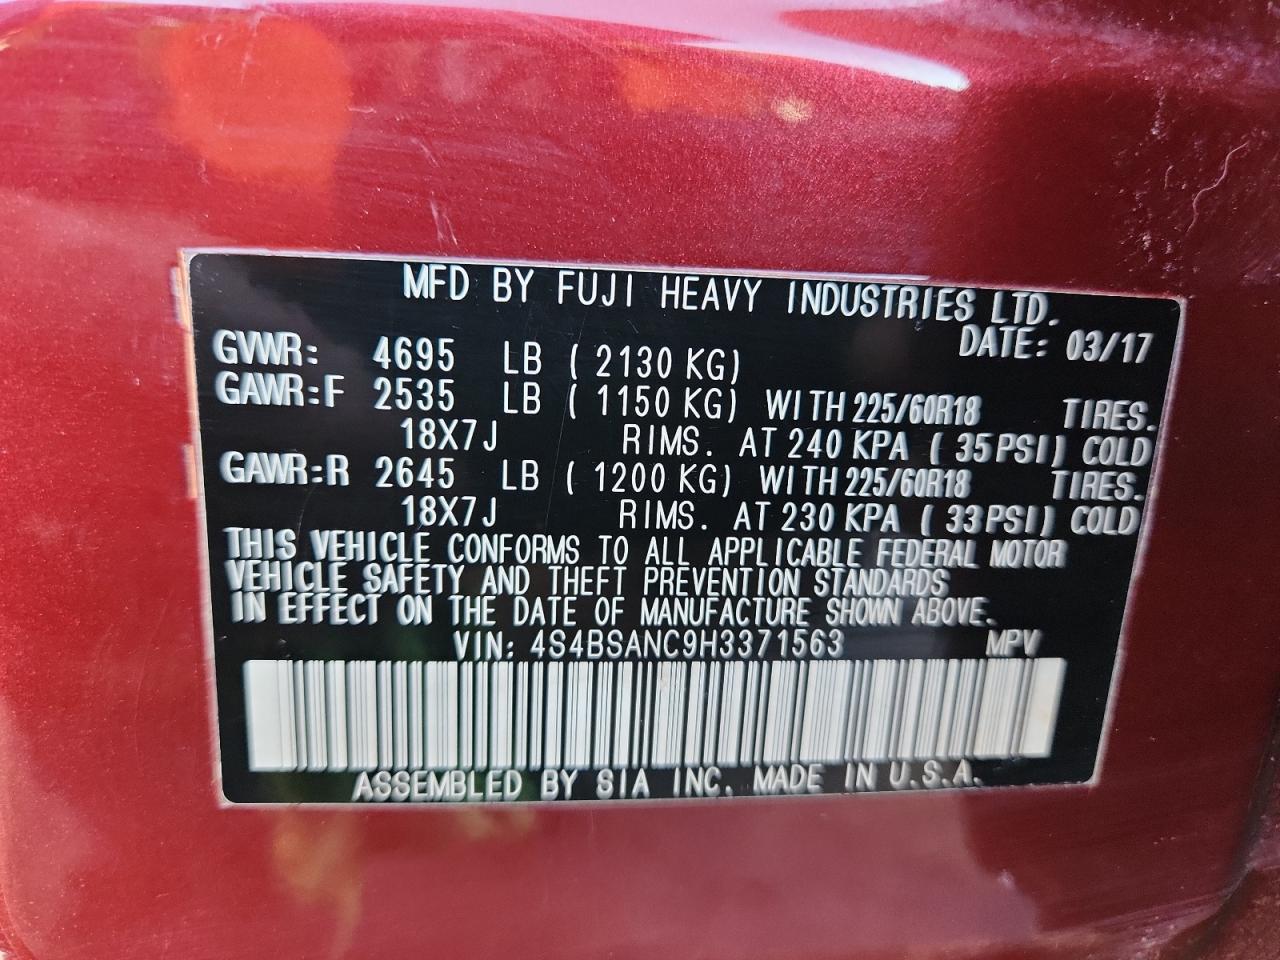 MFD BY FUJI HEAVY INDUSTRIES LTD.
DATE: 03/17
GVWR: 4695 LB ( 2130 KG)
GAWR:F 2535 LB ( 1150 KG) WITH 225/60R18 TIRES.
18X7J RIMS. AT 240 KPA ( 35PSI) COLD
GAWR:R 2645 LB ( 1200 KG) WITH 225/60R18 TIRES.
18X7J RIMS. AT 230 KPA ( 33PSI) COLD
THIS VEHICLE CONFORMS TO ALL APPLICABLE FEDERAL MOTOR
VEHICLE SAFETY AND THEFT PREVENTION STANDARDS
IN EFFECT ON THE DATE OF MANUFACTURE SHOWN ABOVE.
VIN: 4S4BSANC9H3371563 MPV
ASSEMBLED BY SIA INC. MADE IN U.S.A.